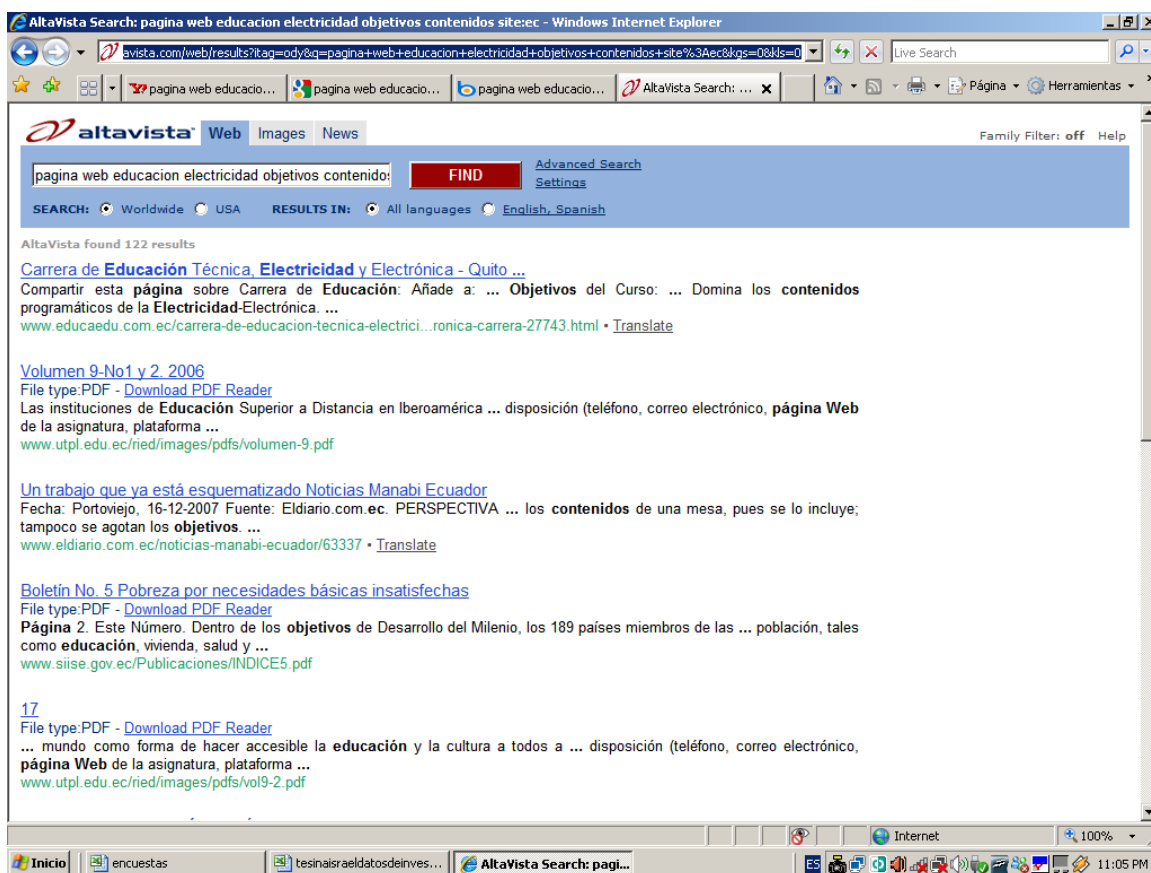 AltaVista Search: pagina web educacion electricidad objetivos contenidos site:ec - Windows Internet Explorer
avista.com/web/results?itag=ody&q=pagina+web+educacion+electricidad+objetivos+contenidos+site%3Aec&kgs=0&kls=0
Live Search
pagina web educacio... pagina web educacio... pagina web educacio... AltaVista Search: ... Página Herramientas
altavista Web Images News
Family Filter: off Help
pagina web educacion electricidad objetivos contenido
FIND
Advanced Search
Settings
SEARCH: Worldwide USA RESULTS IN: All languages English, Spanish
AltaVista found 122 results
Carrera de Educación Técnica, Electricidad y Electrónica - Quito ...
Compartir esta página sobre Carrera de Educación: Añade a: ... Objetivos del Curso: ... Domina los contenidos
programáticos de la Electricidad-Electrónica. ...
www.educaedu.com.ec/carrera-de-educacion-tecnica-electrici...ronica-carrera-27743.html • Translate
Volumen 9-No1 y 2. 2006
File type:PDF - Download PDF Reader
Las instituciones de Educación Superior a Distancia en Iberoamérica ... disposición (teléfono, correo electrónico, página Web
de la asignatura, plataforma ...
www.utpl.edu.ec/ried/images/pdfs/volumen-9.pdf
Un trabajo que ya está esquematizado Noticias Manabi Ecuador
Fecha: Portoviejo, 16-12-2007 Fuente: Eldiario.com.ec. PERSPECTIVA ... los contenidos de una mesa, pues se lo incluye;
tampoco se agotan los objetivos. ...
www.eldiario.com.ec/noticias-manabi-ecuador/63337 • Translate
Boletín No. 5 Pobreza por necesidades básicas insatisfechas
File type:PDF - Download PDF Reader
Página 2. Este Número. Dentro de los objetivos de Desarrollo del Milenio, los 189 países miembros de las ... población, tales
como educación, vivienda, salud y ...
www.siise.gov.ec/Publicaciones/INDICE5.pdf
17
File type:PDF - Download PDF Reader
... mundo como forma de hacer accesible la educación y la cultura a todos a ... disposición (teléfono, correo electrónico,
página Web de la asignatura, plataforma ...
www.utpl.edu.ec/ried/images/pdfs/vol9-2.pdf
Internet 100%
Inicio encuestas tesinaisraeldatosdeinves... AltaVista Search: pagi... ES 11:05 PM